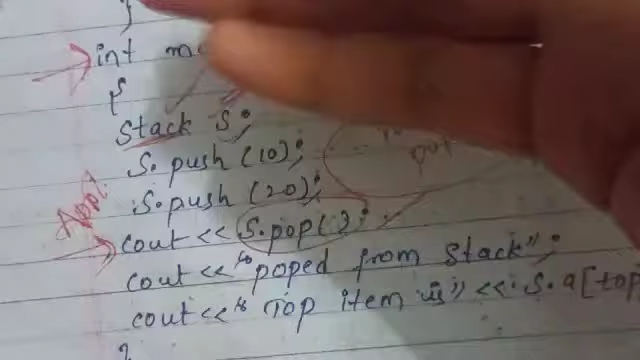 }
int
{
Stack S;
S.push (10);
S.push (20);
cout << S.pop();
cout << "poped from Stack";
cout << " Top item is" << S.a[top
}